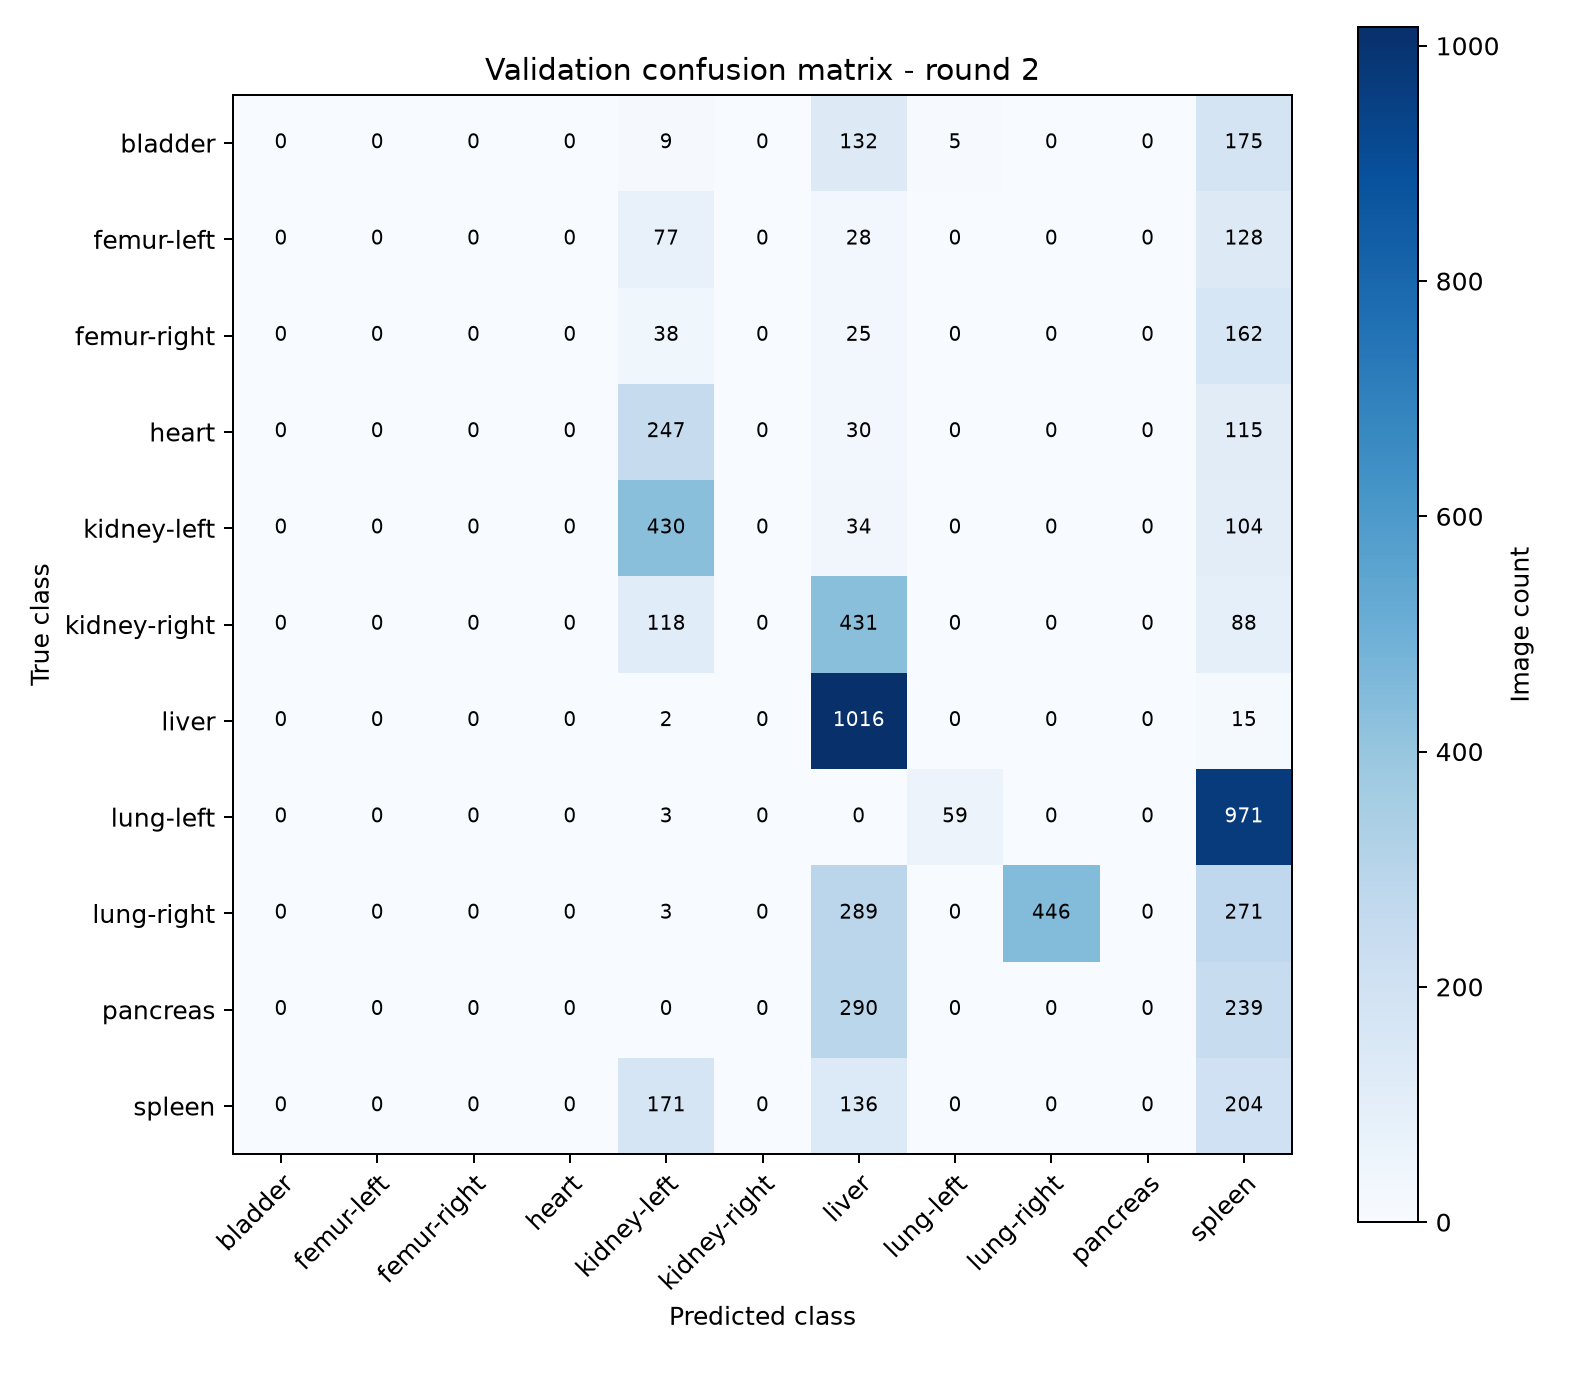 Validation confusion matrix - round 2
bladder 0 0 0 0 9 0 132 5 0 0 175
femur-left 0 0 0 0 77 0 28 0 0 0 128
femur-right 0 0 0 0 38 0 25 0 0 0 162
heart 0 0 0 0 247 0 30 0 0 0 115
kidney-left 0 0 0 0 430 0 34 0 0 0 104
kidney-right 0 0 0 0 118 0 431 0 0 0 88
liver 0 0 0 0 2 0 1016 0 0 0 15
lung-left 0 0 0 0 3 0 0 59 0 0 971
lung-right 0 0 0 0 3 0 289 0 446 0 271
pancreas 0 0 0 0 0 0 290 0 0 0 239
spleen 0 0 0 0 171 0 136 0 0 0 204
bladder femur-left femur-right heart kidney-left kidney-right liver lung-left lung-right pancreas spleen
Predicted class
True class
1000
800
600
400
200
0
Image count